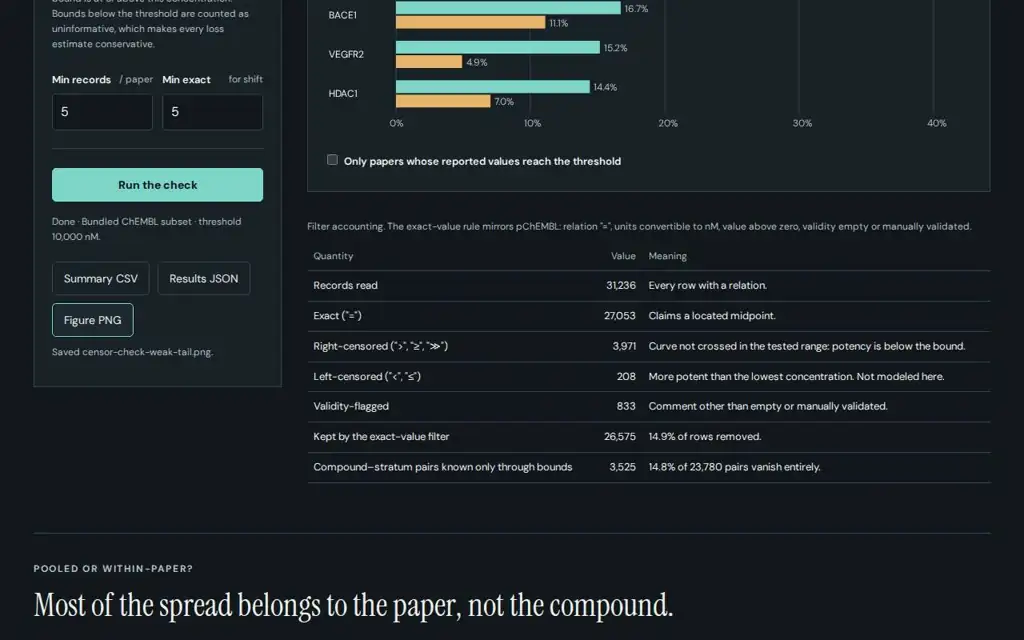 bound is at or above this concentration.
Bounds below the threshold are counted as
uninformative, which makes every loss
estimate conservative.
Min records / paper
Min exact for shift
5
5
Run the check
Done · Bundled ChEMBL subset · threshold
10,000 nM.
Summary CSV
Results JSON
Figure PNG
Saved censor-check-weak-tail.png.
BACE1
16.7%
11.1%
VEGFR2
15.2%
4.9%
HDAC1
14.4%
7.0%
0% 10% 20% 30% 40%
Only papers whose reported values reach the threshold
Filter accounting. The exact-value rule mirrors pChEMBL: relation "=", units convertible to nM, value above zero, validity empty or manually validated.
Quantity Value Meaning
Records read 31,236 Every row with a relation.
Exact ("=") 27,053 Claims a located midpoint.
Right-censored (">", "≥", "≫") 3,971 Curve not crossed in the tested range: potency is below the bound.
Left-censored ("<", "≤") 208 More potent than the lowest concentration. Not modeled here.
Validity-flagged 833 Comment other than empty or manually validated.
Kept by the exact-value filter 26,575 14.9% of rows removed.
Compound–stratum pairs known only through bounds 3,525 14.8% of 23,780 pairs vanish entirely.
POOLED OR WITHIN-PAPER?
Most of the spread belongs to the paper, not the compound.